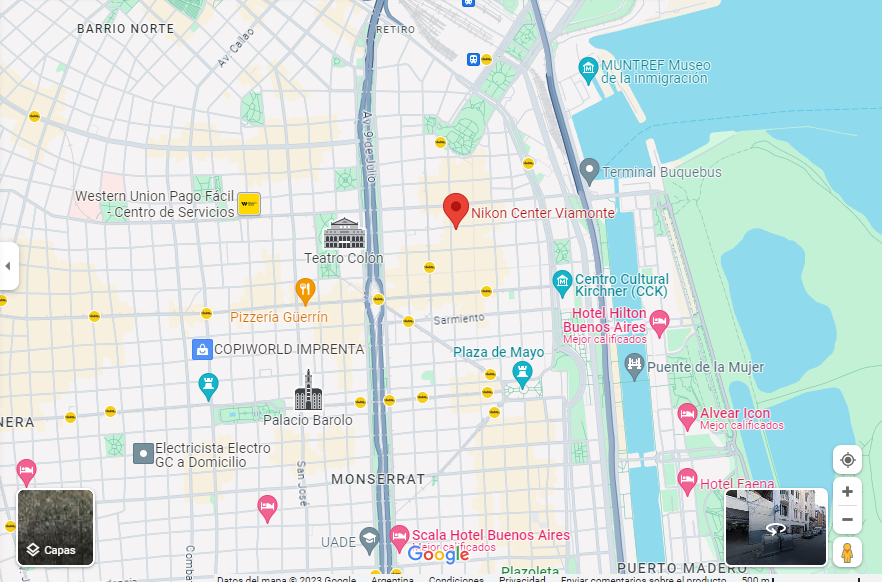 BARRIO NORTE
Av. Callao
RETIRO
MUNTREF Museo
de la inmigración
Av. 9 de Julio
Terminal Buquebus
Western Union Pago Fácil
- Centro de Servicios
Nikon Center Viamonte
Teatro Colón
Centro Cultural
Kirchner (CCK)
Pizzería Güerrín
Sarmiento
Hotel Hilton
Buenos Aires
Mejor calificados
COPIWORLD IMPRENTA
Plaza de Mayo
Puente de la Mujer
Palacio Barolo
Alvear Icon
Mejor calificados
NERA
Electricista Electro
GC a Domicilio
San José
MONSERRAT
Hotel Faena
Capas
UADE
Scala Hotel Buenos Aires
Mejor calificados
Google
Plazoleta
PUERTO MADERO
Comba
Datos del mapa © 2023 Google
Argentina
Condiciones
Privacidad
Enviar comentarios sobre el producto
500 m